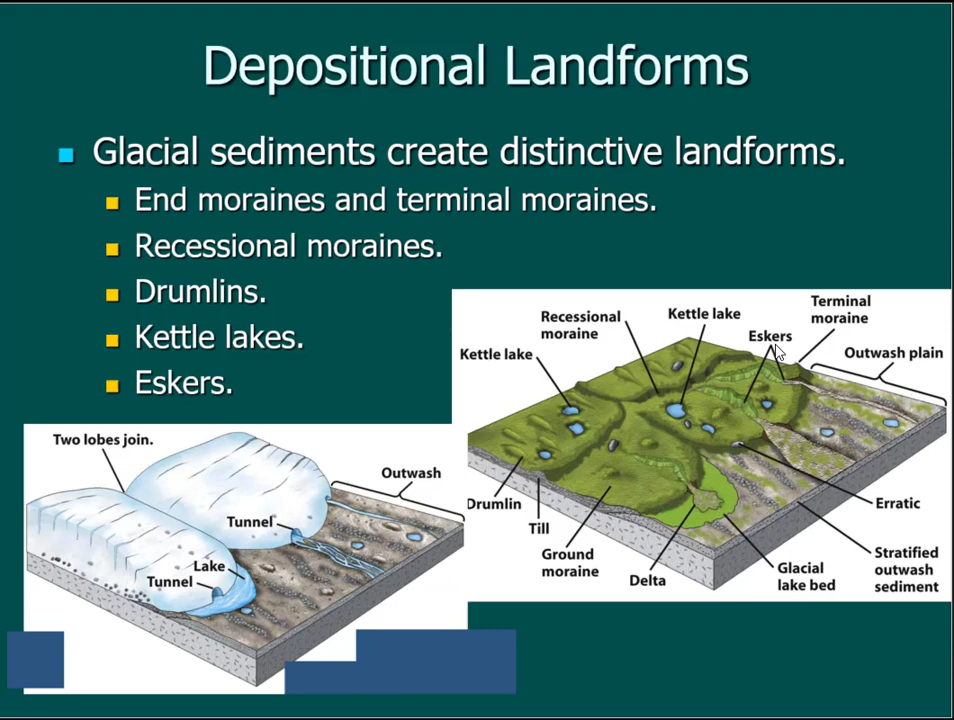 Depositional Landforms
Glacial sediments create distinctive landforms.
End moraines and terminal moraines.
Recessional moraines.
Drumlins.
Kettle lakes.
Eskers.
Two lobes join.
Outwash
Tunnel
Lake
Tunnel
Terminal
moraine
Kettle lake
Recessional
moraine
Eskers
Outwash plain
Kettle lake
Drumlin
Till
Erratic
Ground
moraine
Delta
Glacial
lake bed
Stratified
outwash
sediment